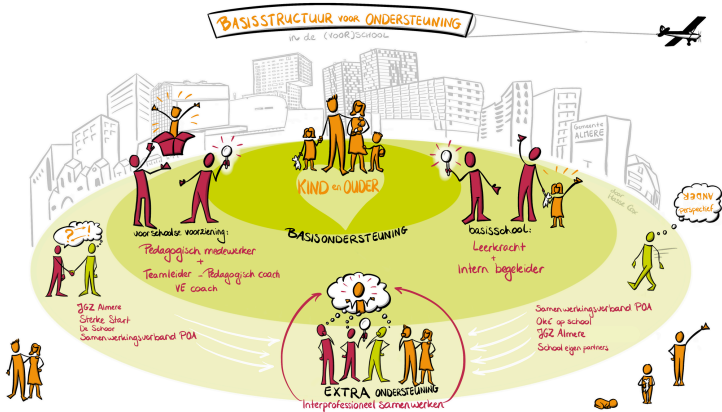 BASISSTRUCTUUR VOOR ONDERSTEUNING
in de (VOOR)SCHOOL
Gemeente
ALMERE
KIND en OUDER
ANDER
perspectief
voorschoolse voorziening:
Pedagogisch medewerker
+
Teamleider - Pedagogisch coach
VE coach
BASISONDERSTEUNING
basisschool:
Leerkracht
+
Intern begeleider
JGZ Almere
Sterke Start
De Schoor
Samenwerkingsverband POA
Samenwerkingsverband POA
Oké op school
JGZ Almere
School eigen partners
EXTRA ONDERSTEUNING
Interprofessioneel samenwerken